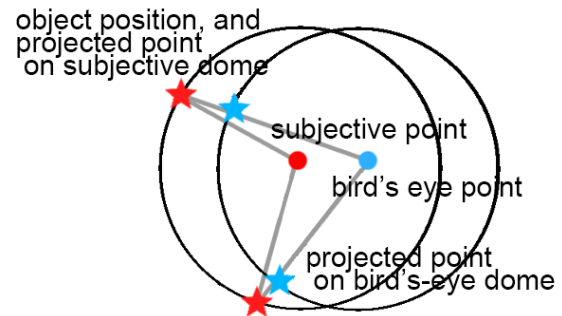 object position, and
projected point
on subjective dome
subjective point
bird's eye point
projected point
on bird's-eye dome